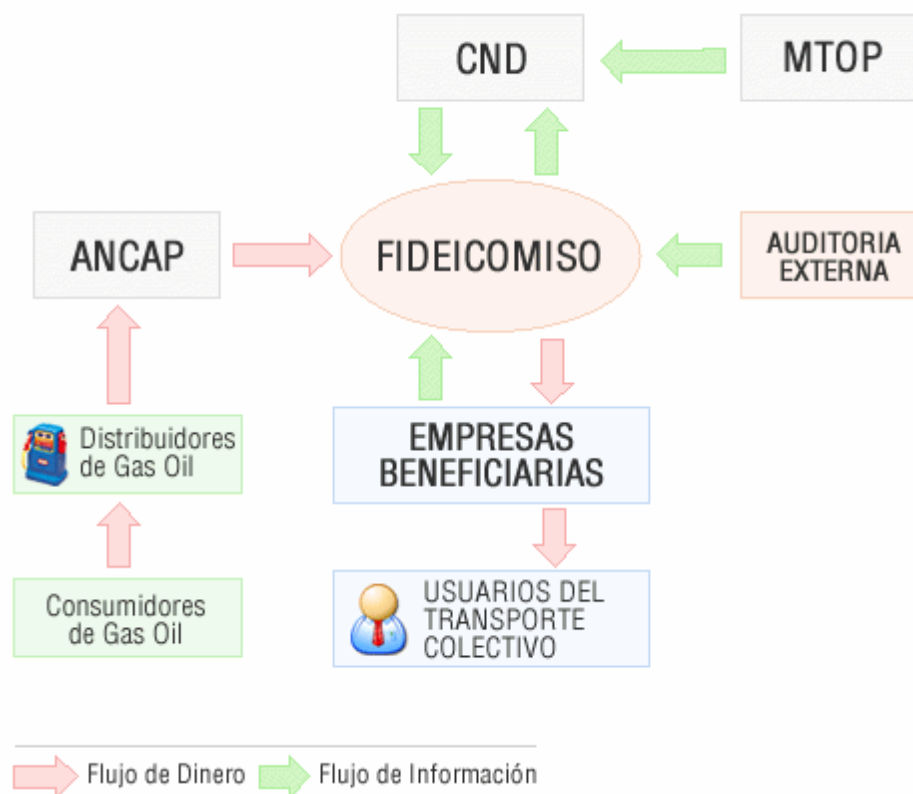 CND
MTOP
ANCAP
FIDEICOMISO
AUDITORIA
EXTERNA
Distribuidores
de Gas Oil
EMPRESAS
BENEFICIARIAS
Consumidores
de Gas Oil
USUARIOS DEL
TRANSPORTE
COLECTIVO
Flujo de Dinero
Flujo de Información